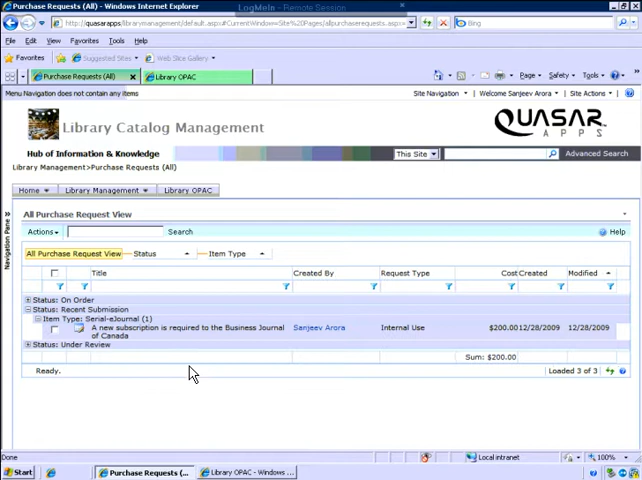 Purchase Requests (All) - Windows Internet Explorer
LogMeIn - Remote Session
http://quasarapps/librarymanagement/default.aspx#CurrentWindow=Site%20Pages/allpurchaserequests.aspx>
Bing
File Edit View Favorites Tools Help
Favorites Suggested Sites Web Slice Gallery
Purchase Requests (All) Library OPAC
Page Safety Tools
Menu Navigation does not contain any items
Site Navigation Welcome Sanjeev Arora Site Actions
Library Catalog Management
QUASAR
APPS
Hub of Information & Knowledge
This Site
Advanced Search
Library Management>Purchase Requests (All)
Home Library Management Library OPAC
Navigation Pane
All Purchase Request View
Actions Search Help
All Purchase Request View Status Item Type
Title Created By Request Type Cost Created Modified
Status: On Order
Status: Recent Submission
Item Type: Serial-eJournal (1)
A new subscription is required to the Business Journal of Canada Sanjeev Arora Internal Use $200.00 12/28/2009 12/28/2009
Status: Under Review
Sum: $200.00
Ready. Loaded 3 of 3
Done Local intranet 100%
Start Purchase Requests (... Library OPAC - Windows ...